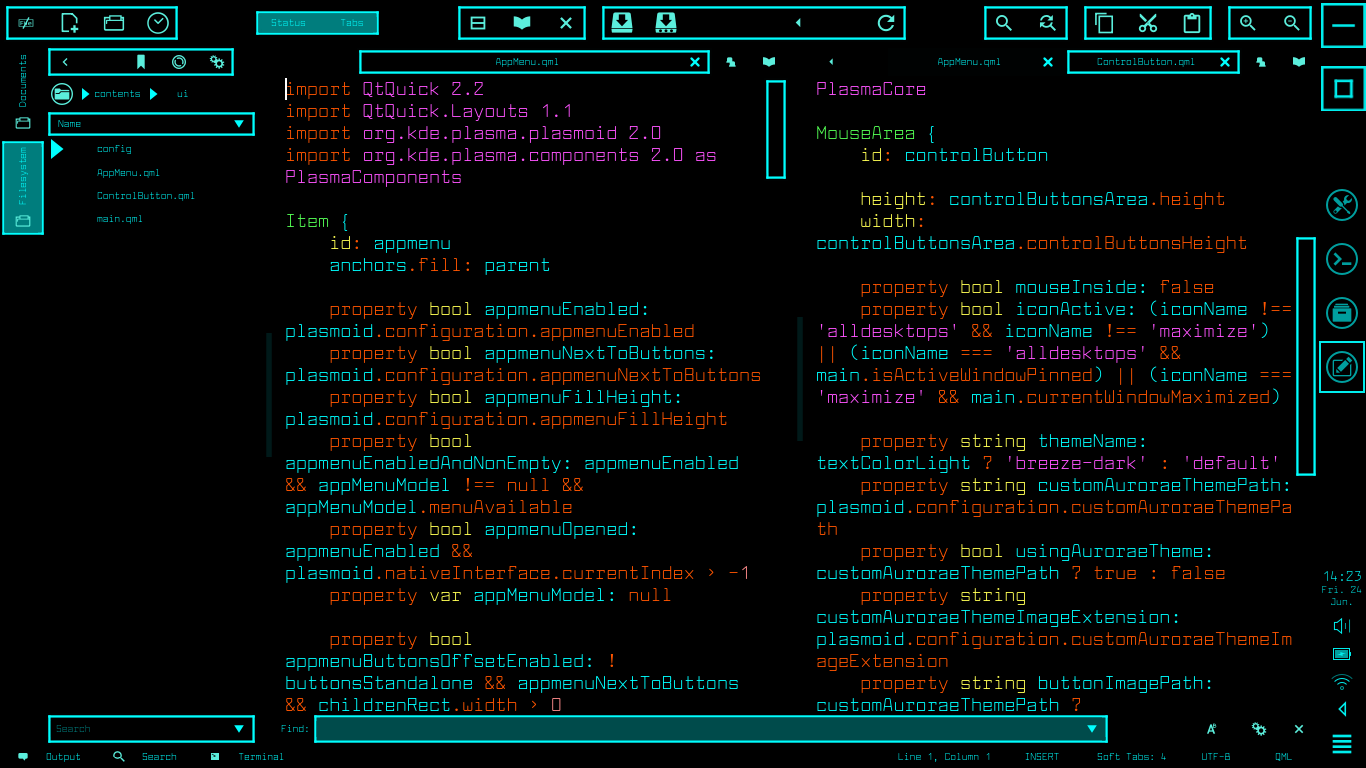 File
Status Tabs
Documents
Filesystem
contents ui
Name
config
AppMenu.qml
ControlButton.qml
main.qml
Search
AppMenu.qml
import QtQuick 2.2
import QtQuick.Layouts 1.1
import org.kde.plasma.plasmoid 2.0
import org.kde.plasma.components 2.0 as
PlasmaComponents
Item {
id: appmenu
anchors.fill: parent
property bool appmenuEnabled:
plasmoid.configuration.appmenuEnabled
property bool appmenuNextToButtons:
plasmoid.configuration.appmenuNextToButtons
property bool appmenuFillHeight:
plasmoid.configuration.appmenuFillHeight
property bool
appmenuEnabledAndNonEmpty: appmenuEnabled
&& appMenuModel !== null &&
appMenuModel.menuAvailable
property bool appmenuOpened:
appmenuEnabled &&
plasmoid.nativeInterface.currentIndex > -1
property var appMenuModel: null
property bool
appmenuButtonsOffsetEnabled: !
buttonsStandalone && appmenuNextToButtons
&& childrenRect.width > 0
AppMenu.qml ControlButton.qml
PlasmaCore
MouseArea {
id: controlButton
height: controlButtonsArea.height
width:
controlButtonsArea.controlButtonsHeight
property bool mouseInside: false
property bool iconActive: (iconName !==
'alldesktops' && iconName !== 'maximize')
|| (iconName === 'alldesktops' &&
main.isActiveWindowPinned) || (iconName ===
'maximize' && main.currentWindowMaximized)
property string themeName:
textColorLight ? 'breeze-dark' : 'default'
property string customAuroraeThemePath:
plasmoid.configuration.customAuroraeThemePa
th
property bool usingAuroraeTheme:
customAuroraeThemePath ? true : false
property string
customAuroraeThemeImageExtension:
plasmoid.configuration.customAuroraeThemeIm
ageExtension
property string buttonImagePath:
customAuroraeThemePath ?
14:23
Fri. 24
Jun.
Find:
Output Search Terminal Line 1, Column 1 INSERT Soft Tabs: 4 UTF-8 QML